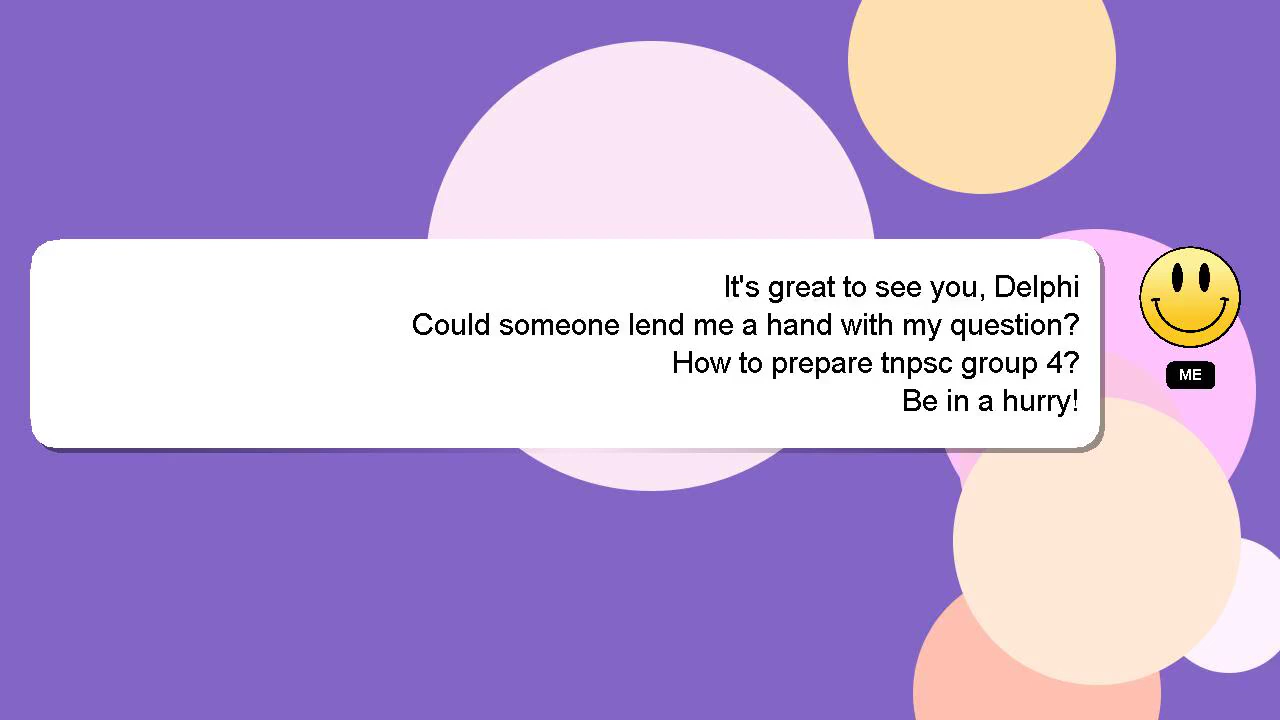 It's great to see you, Delphi
Could someone lend me a hand with my question?
How to prepare tnpsc group 4?
Be in a hurry!
ME